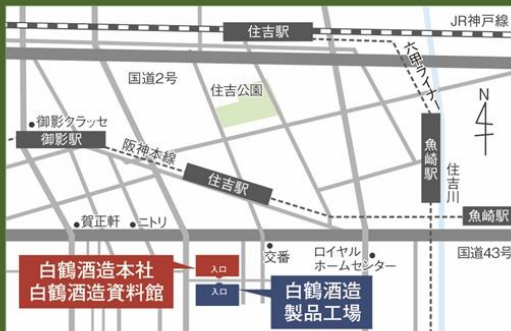 住吉駅
JR神戸線
六甲ライナー
国道2号
住吉公園
N
御影クラッセ
御影駅
阪神本線
住吉駅
魚崎駅
住吉川
魚崎駅
賀正軒
ニトリ
交番
ロイヤル
ホームセンター
国道43号
白鶴酒造本社
白鶴酒造資料館
入口
入口
白鶴酒造
製品工場